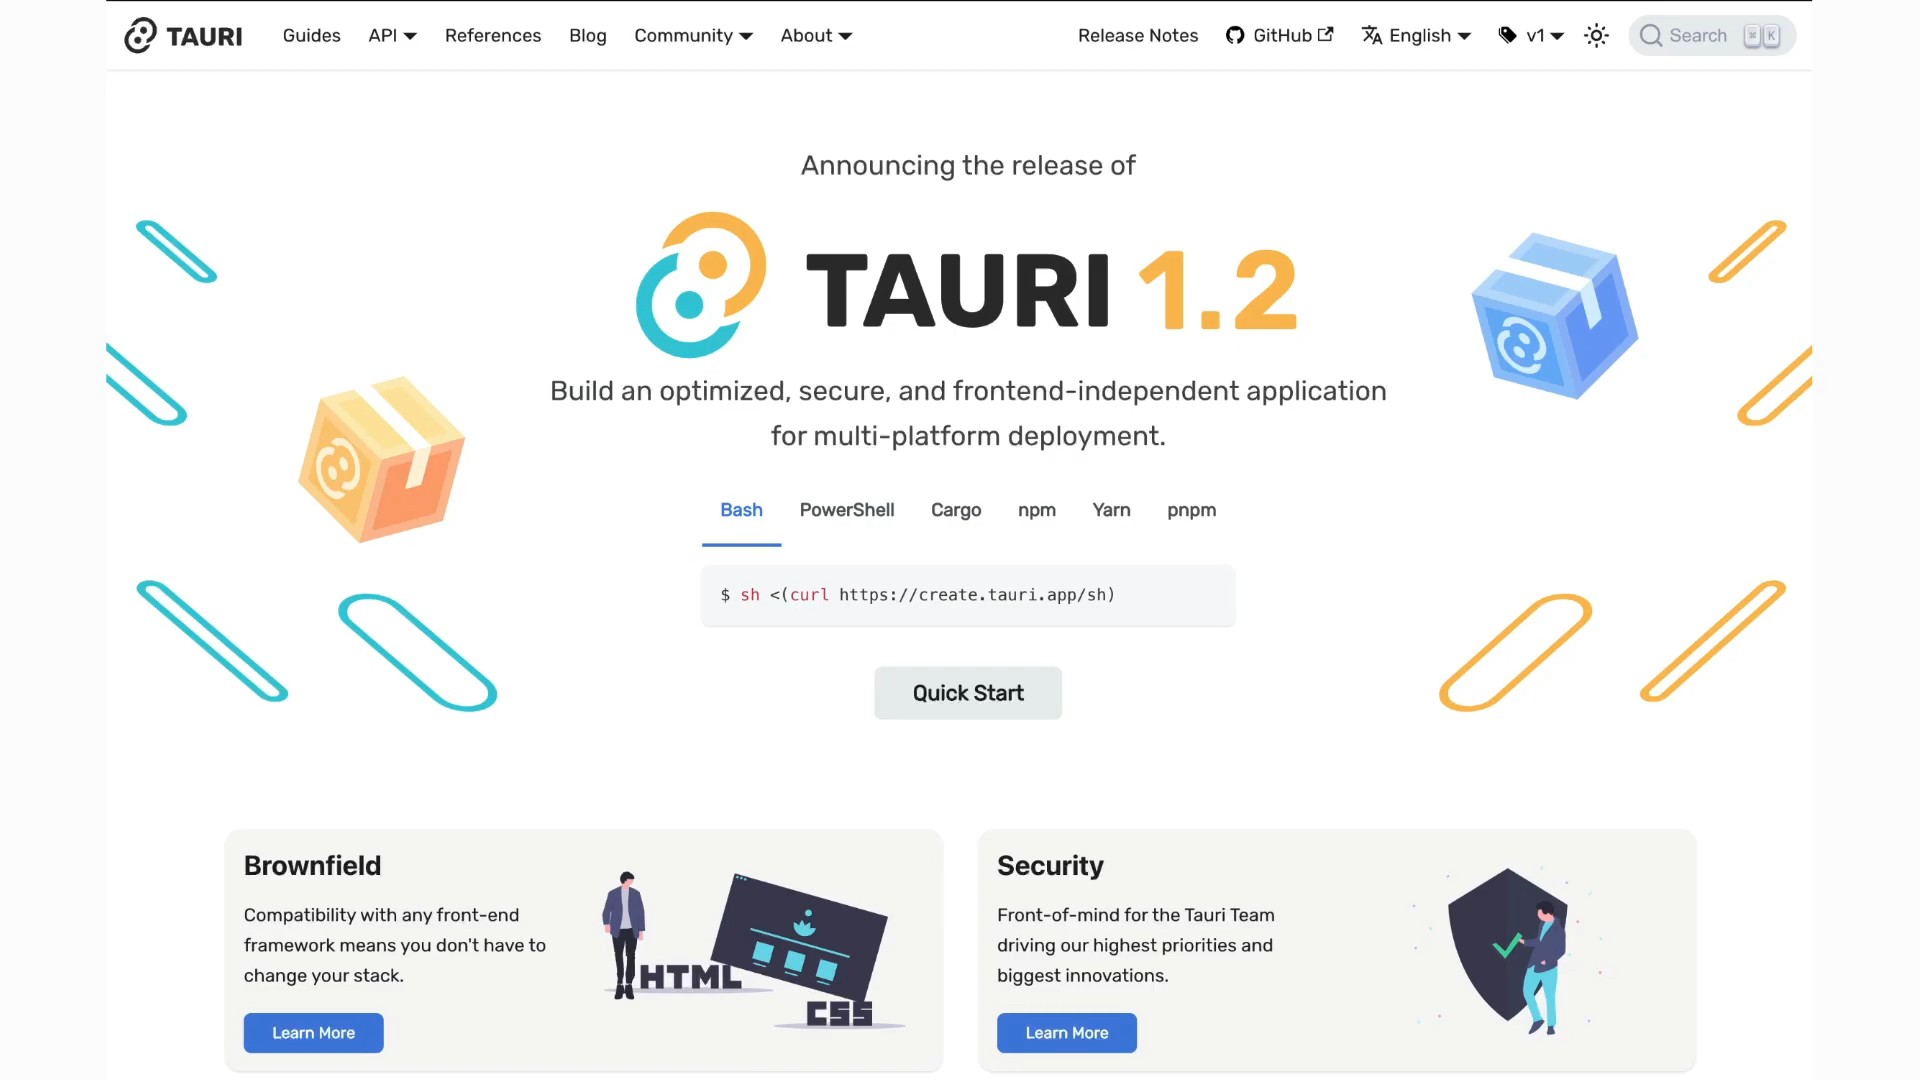 TAURI Guides API References Blog Community About Release Notes GitHub English v1 Search ⌘ K
Announcing the release of
TAURI 1.2
Build an optimized, secure, and frontend-independent application
for multi-platform deployment.
Bash PowerShell Cargo npm Yarn pnpm
$ sh <(curl https://create.tauri.app/sh)
Quick Start
Brownfield
Compatibility with any front-end
framework means you don't have to
change your stack.
Learn More
HTML
CSS
Security
Front-of-mind for the Tauri Team
driving our highest priorities and
biggest innovations.
Learn More